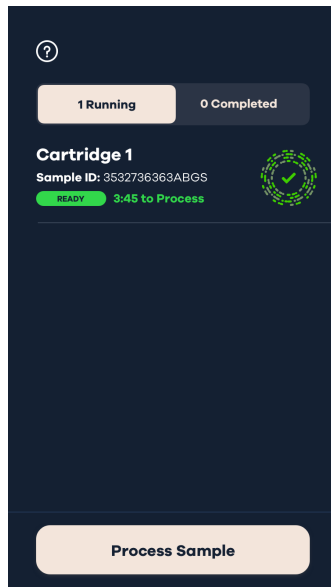 ?
1 Running
0 Completed
Cartridge 1
Sample ID: 3532736363ABGS
READY
3:45 to Process
Process Sample